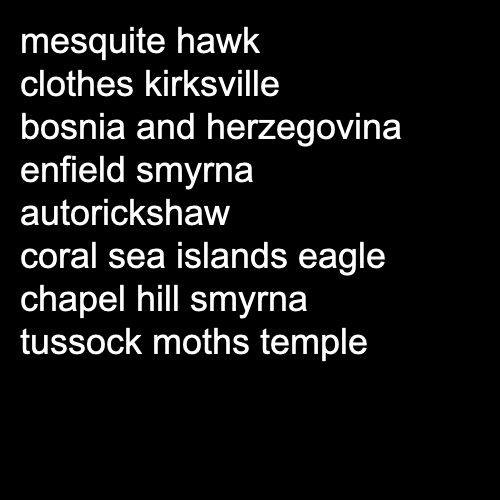 mesquite hawk
clothes kirksville
bosnia and herzegovina
enfield smyrna
autorickshaw
coral sea islands eagle
chapel hill smyrna
tussock moths temple